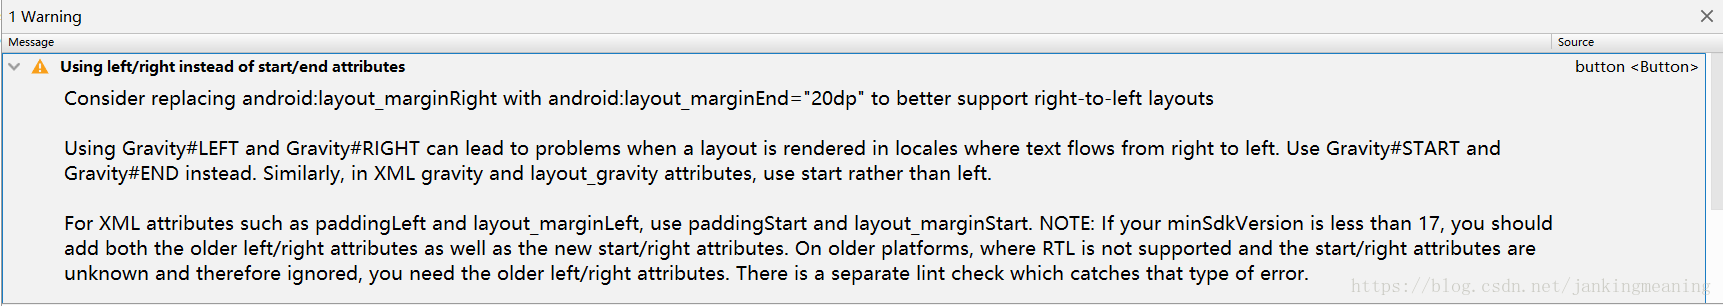 1 Warning
Message Source
Using left/right instead of start/end attributes button <Button>
Consider replacing android:layout_marginRight with android:layout_marginEnd="20dp" to better support right-to-left layouts
Using Gravity#LEFT and Gravity#RIGHT can lead to problems when a layout is rendered in locales where text flows from right to left. Use Gravity#START and
Gravity#END instead. Similarly, in XML gravity and layout_gravity attributes, use start rather than left.
For XML attributes such as paddingLeft and layout_marginLeft, use paddingStart and layout_marginStart. NOTE: If your minSdkVersion is less than 17, you should
add both the older left/right attributes as well as the new start/right attributes. On older platforms, where RTL is not supported and the start/right attributes are
unknown and therefore ignored, you need the older left/right attributes. There is a separate lint check which catches that type of error.
https://blog.csdn.net/jankingmeaning